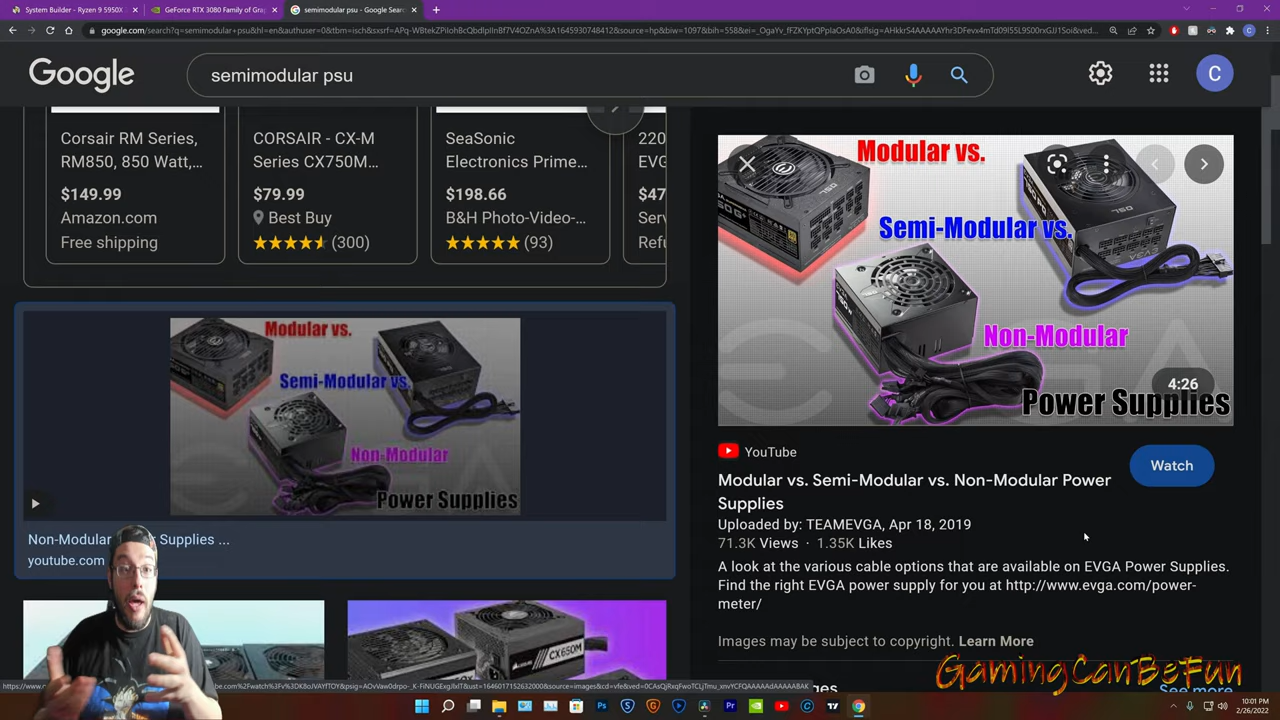 System Builder - Ryzen 9 5950X
GeForce RTX 3080 Family of Gra
semimodular psu - Google Search
Google
semimodular psu
C
Corsair RM Series,
RM850, 850 Watt,...
$149.99
Amazon.com
Free shipping
CORSAIR - CX-M
Series CX750M...
$79.99
Best Buy
(300)
SeaSonic
Electronics Prime...
$198.66
B&H Photo-Video-...
(93)
220
EVG
$47
Serv
Refu
Modular vs.
Semi-Modular vs.
Non-Modular
Power Supplies
Non-Modular
Supplies ...
youtube.com
CX650M
Modular vs.
Semi-Modular vs.
Non-Modular
4:26
Power Supplies
YouTube
Watch
Modular vs. Semi-Modular vs. Non-Modular Power
Supplies
Uploaded by: TEAMEVGA, Apr 18, 2019
71.3K Views · 1.35K Likes
A look at the various cable options that are available on EVGA Power Supplies.
Find the right EVGA power supply for you at http://www.evga.com/power-
meter/
Images may be subject to copyright. Learn More
GamingCanBeFun
See more
10:01 PM
2/26/2022